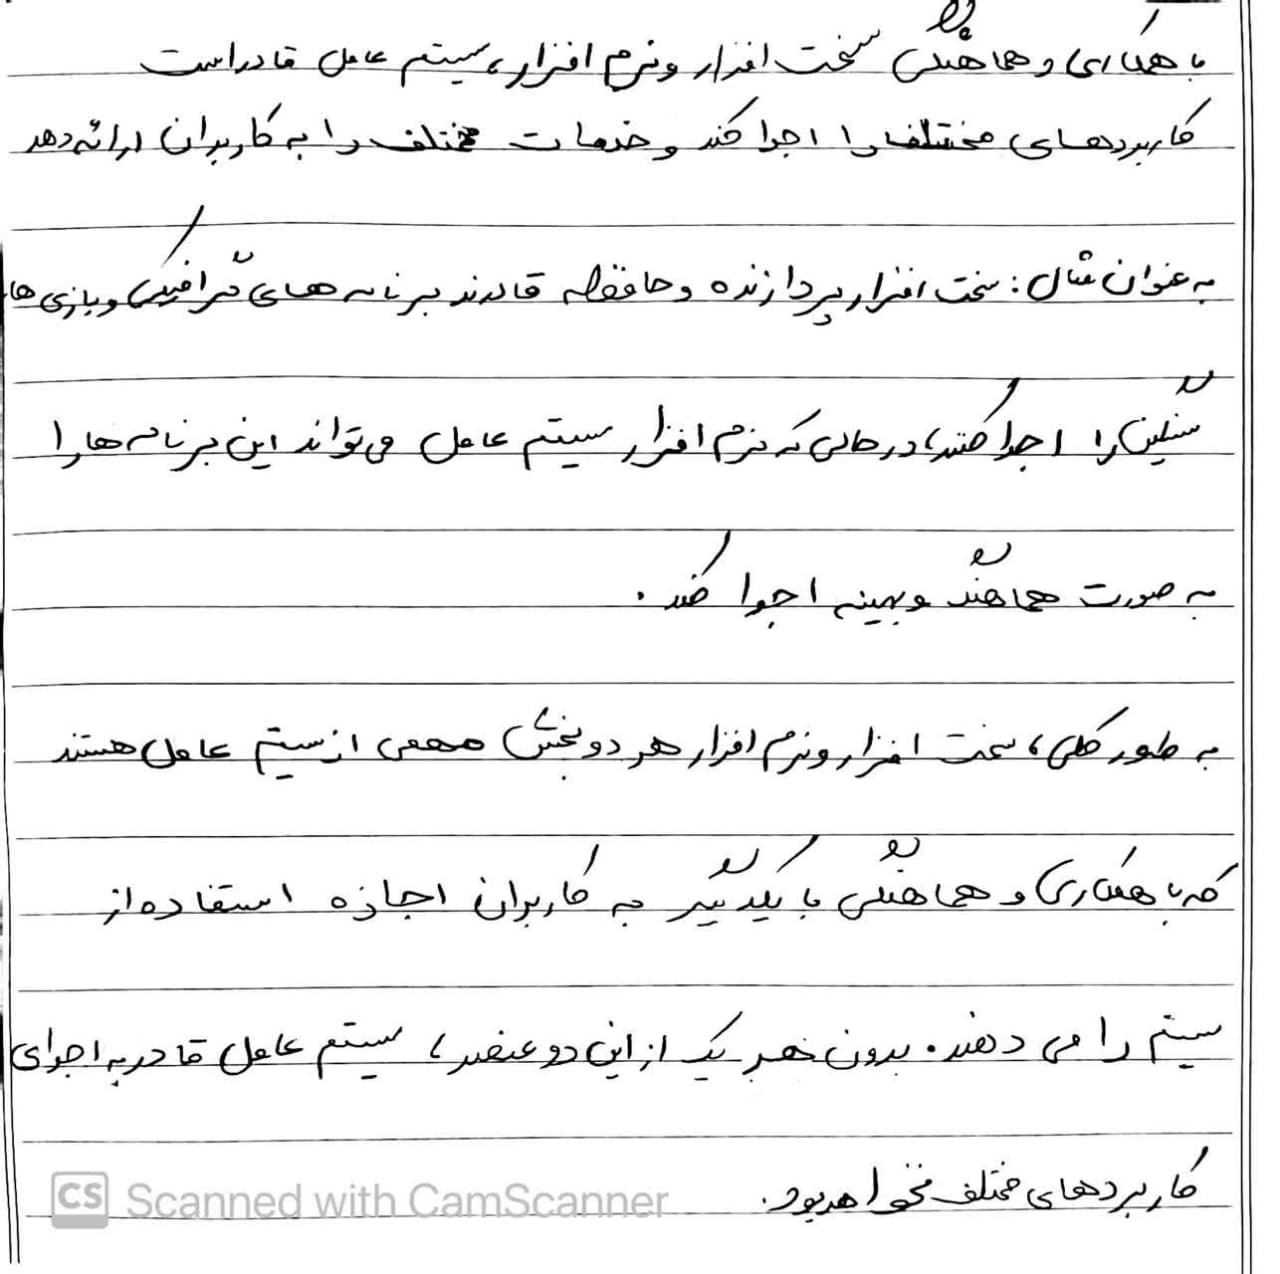 با همکاری و هماهنگی سخت افزار و نرم افزار، سیستم عامل قادر است
کاربردهای مختلف را اجرا کند و خدمات مختلف را به کاربران ارائه دهد
به عنوان مثال: سخت افزار پردازنده و حافظه قادرند برنامه های گرافیکی و بازی های
سنگین را اجرا کنند، در حالی که نرم افزار سیستم عامل می تواند این برنامه ها را
به صورت هماهنگ و بهینه اجرا کند.
به طور کلی، سخت افزار و نرم افزار هر دو بخش مهمی از سیستم عامل هستند
که با همکاری و هماهنگی با یکدیگر به کاربران اجازه استفاده از
سیستم را می دهند. بدون هر یک از این دو عنصر، سیستم عامل قادر به اجرای
کاربردهای مختلف نخواهد بود.
CS Scanned with CamScanner